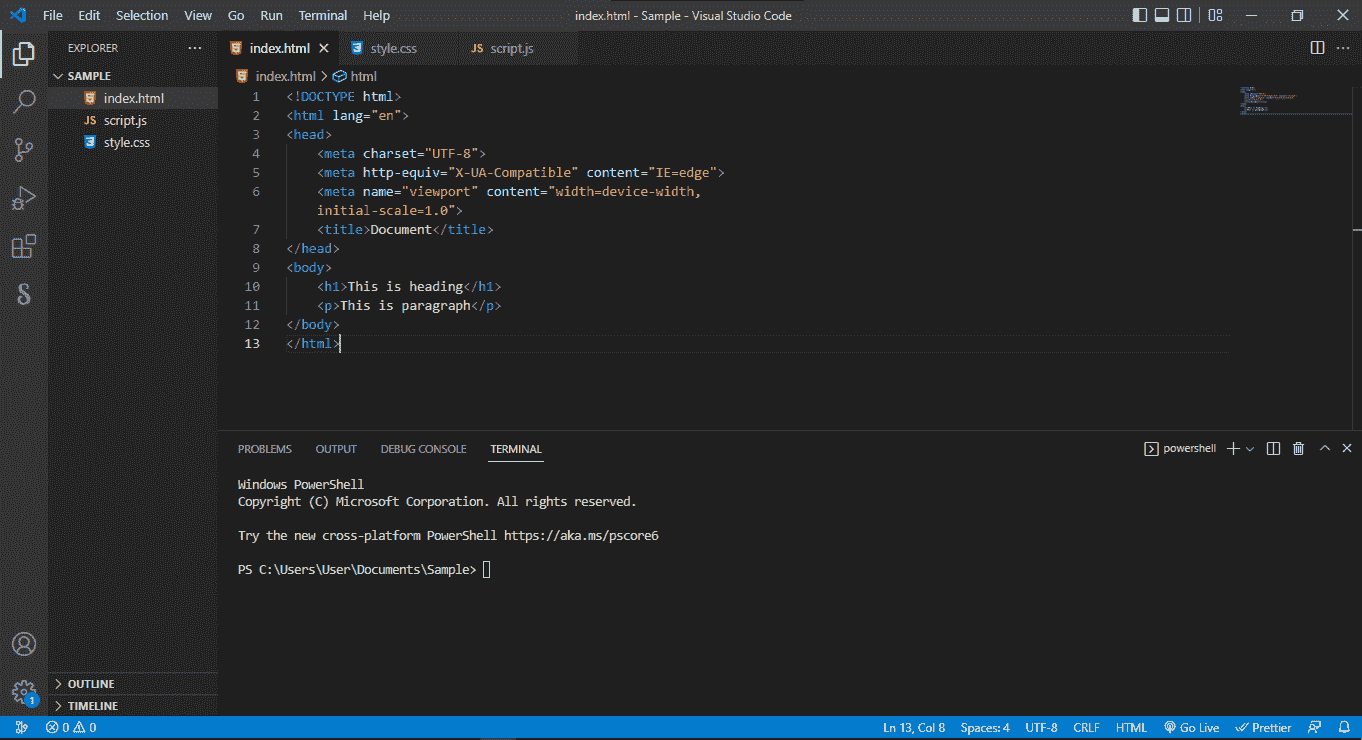 File Edit Selection View Go Run Terminal Help index.html - Sample - Visual Studio Code
EXPLORER
SAMPLE
index.html
JS script.js
style.css
OUTLINE
TIMELINE
index.html style.css JS script.js
index.html > html
1 <!DOCTYPE html>
2 <html lang="en">
3 <head>
4 <meta charset="UTF-8">
5 <meta http-equiv="X-UA-Compatible" content="IE=edge">
6 <meta name="viewport" content="width=device-width,
initial-scale=1.0">
7 <title>Document</title>
8 </head>
9 <body>
10 <h1>This is heading</h1>
11 <p>This is paragraph</p>
12 </body>
13 </html>
PROBLEMS OUTPUT DEBUG CONSOLE TERMINAL powershell
Windows PowerShell
Copyright (C) Microsoft Corporation. All rights reserved.
Try the new cross-platform PowerShell https://aka.ms/pscore6
PS C:\Users\User\Documents\Sample>
1
0 0 Ln 13, Col 8 Spaces: 4 UTF-8 CRLF HTML Go Live Prettier